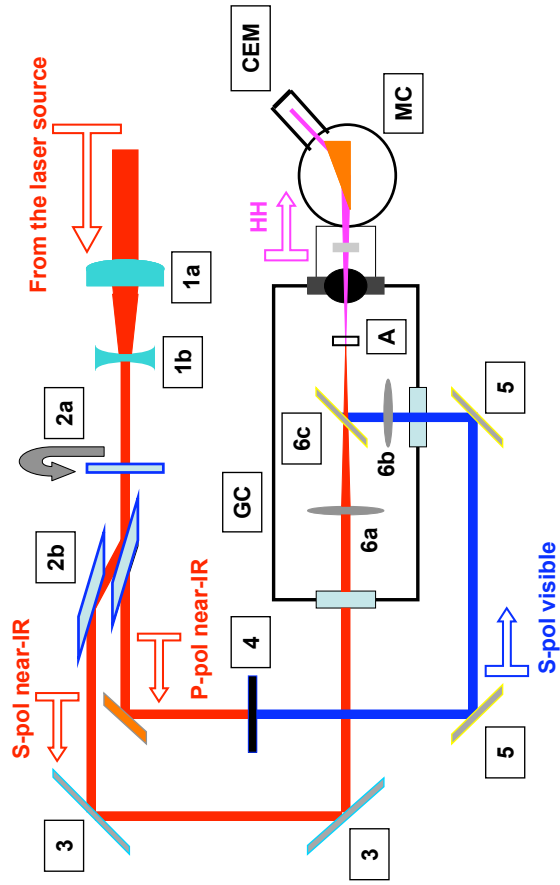 From the laser source
1a
1b
2a
2b
S-pol near-IR
P-pol near-IR
3
3
4
5
5
S-pol visible
GC
6a
6b
6c
A
HH
MC
CEM